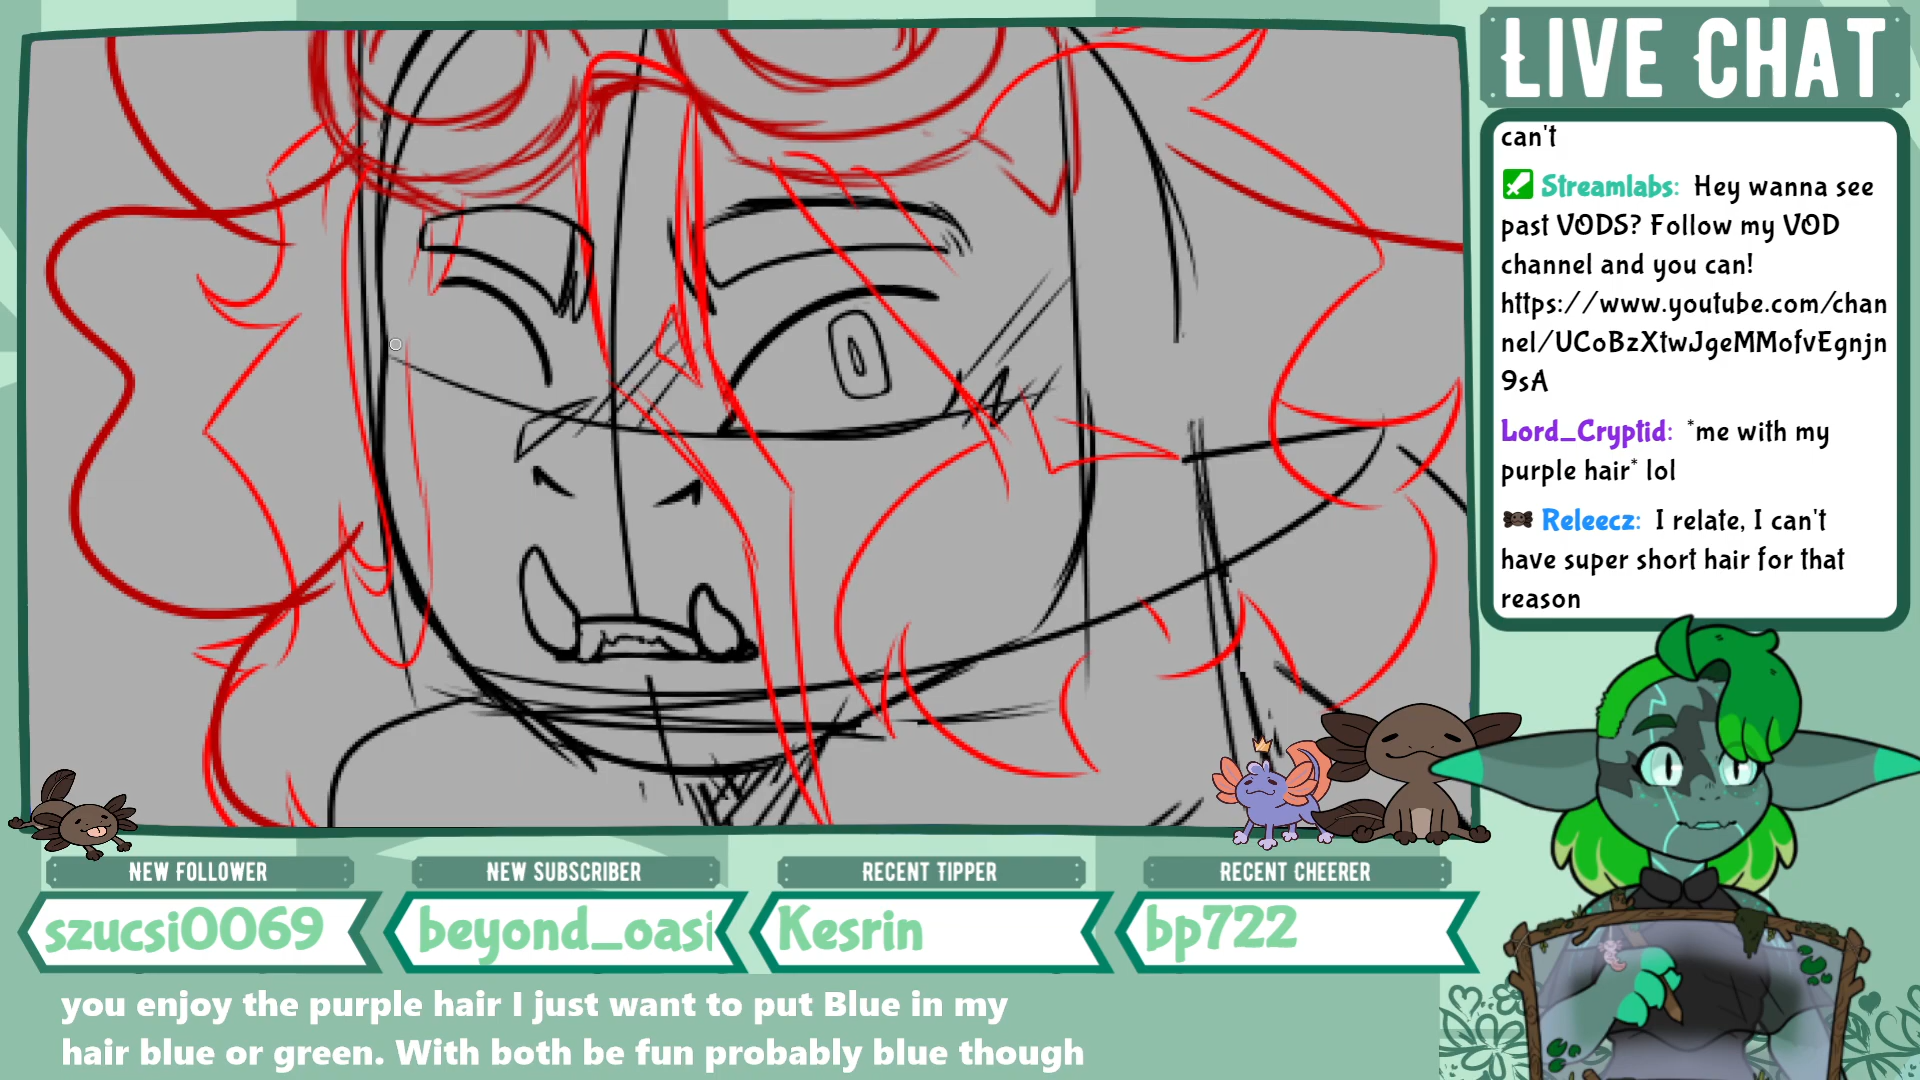 LIVE CHAT
can't
Streamlabs: Hey wanna see
past VODS? Follow my VOD
channel and you can!
https://www.youtube.com/chan
nel/UCoBzXtwJgeMMofvEgnjn
9sA
Lord_Cryptid: *me with my
purple hair* lol
Releecz: I relate, I can't
have super short hair for that
reason
NEW FOLLOWER
szucsi0069
NEW SUBSCRIBER
beyond_oasi
RECENT TIPPER
Kesrin
RECENT CHEERER
bp722
you enjoy the purple hair I just want to put Blue in my
hair blue or green. With both be fun probably blue though